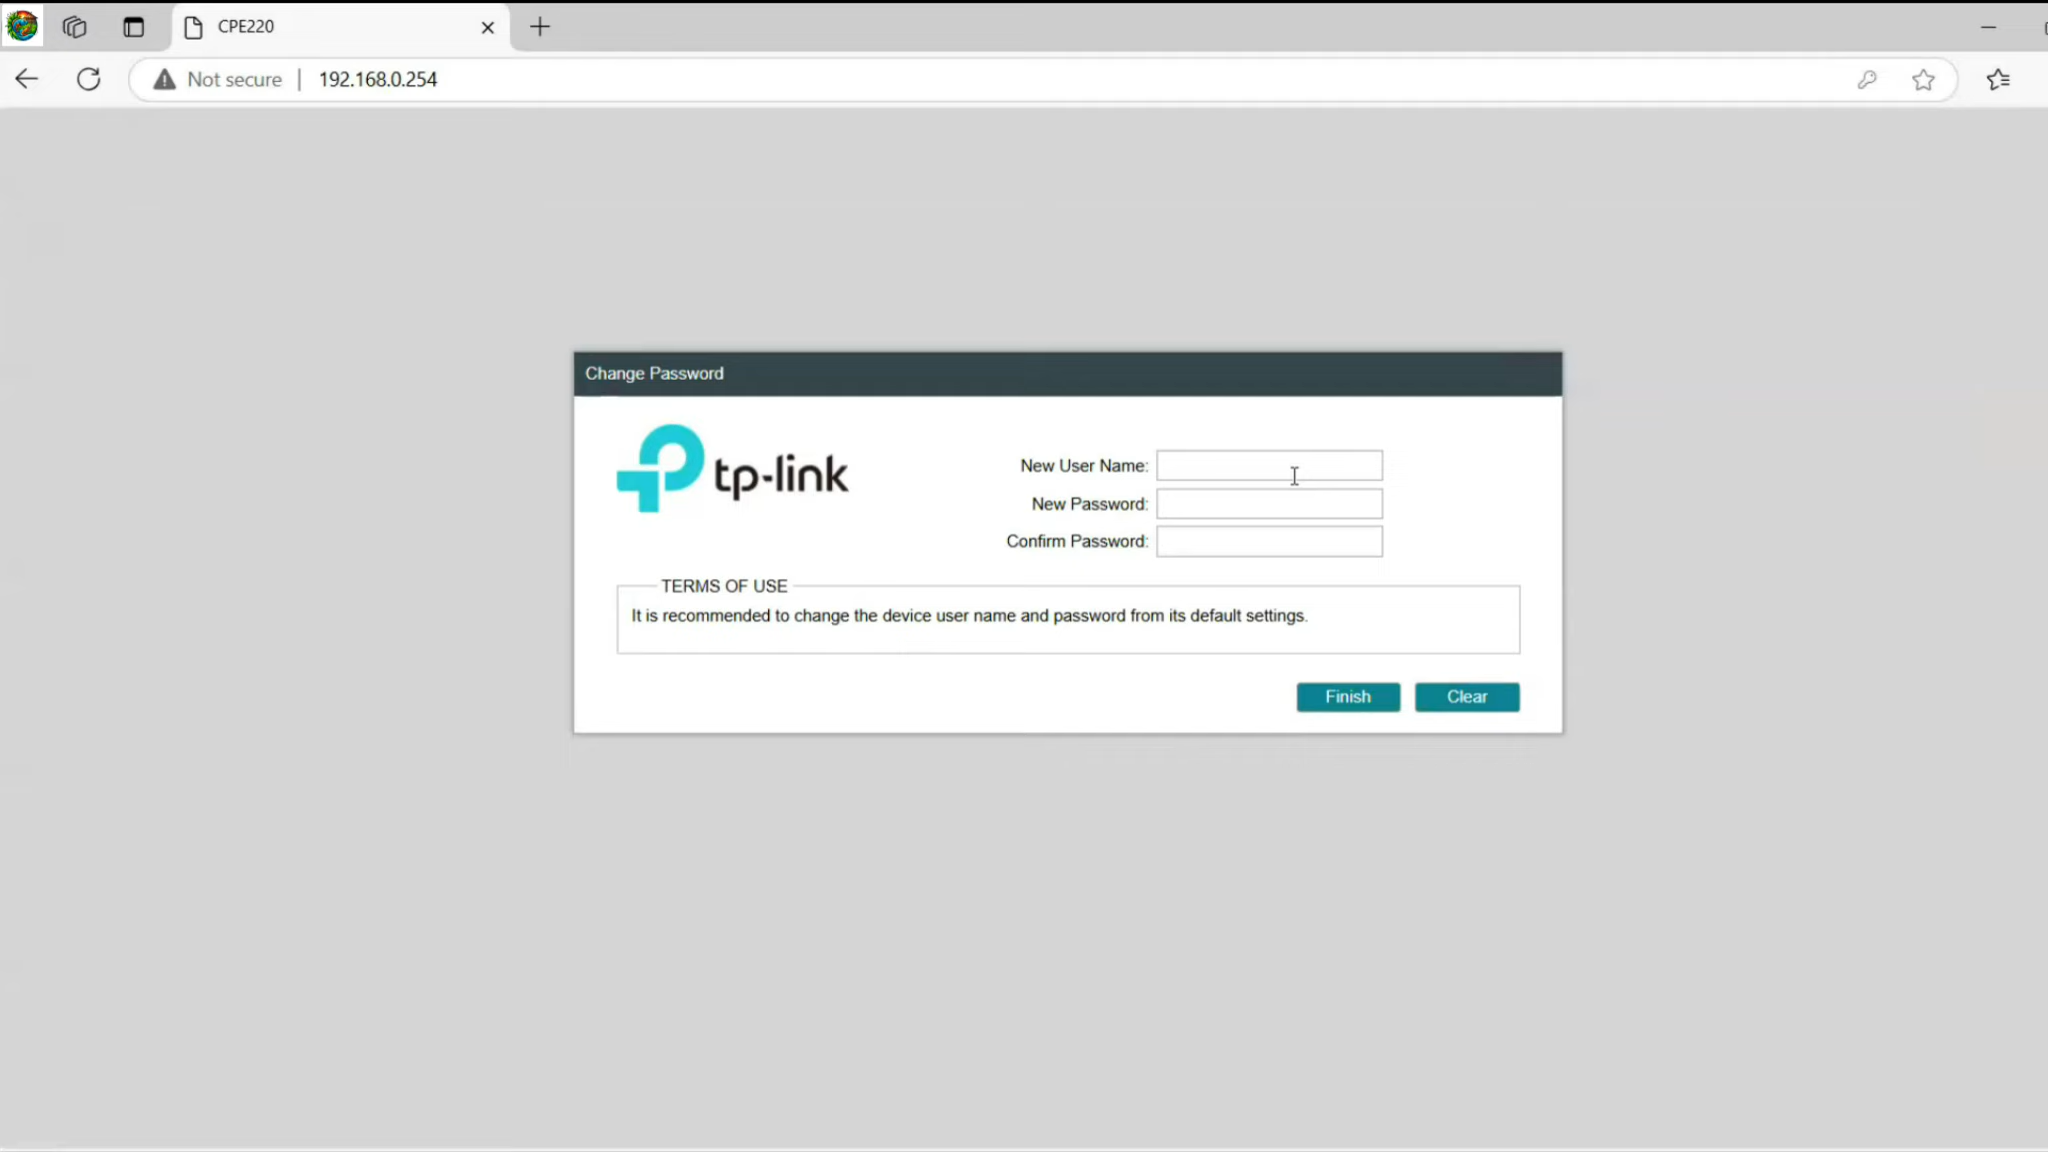 CPE220
Not secure 192.168.0.254
Change Password
tp-link
New User Name:
New Password:
Confirm Password:
TERMS OF USE
It is recommended to change the device user name and password from its default settings.
Finish Clear